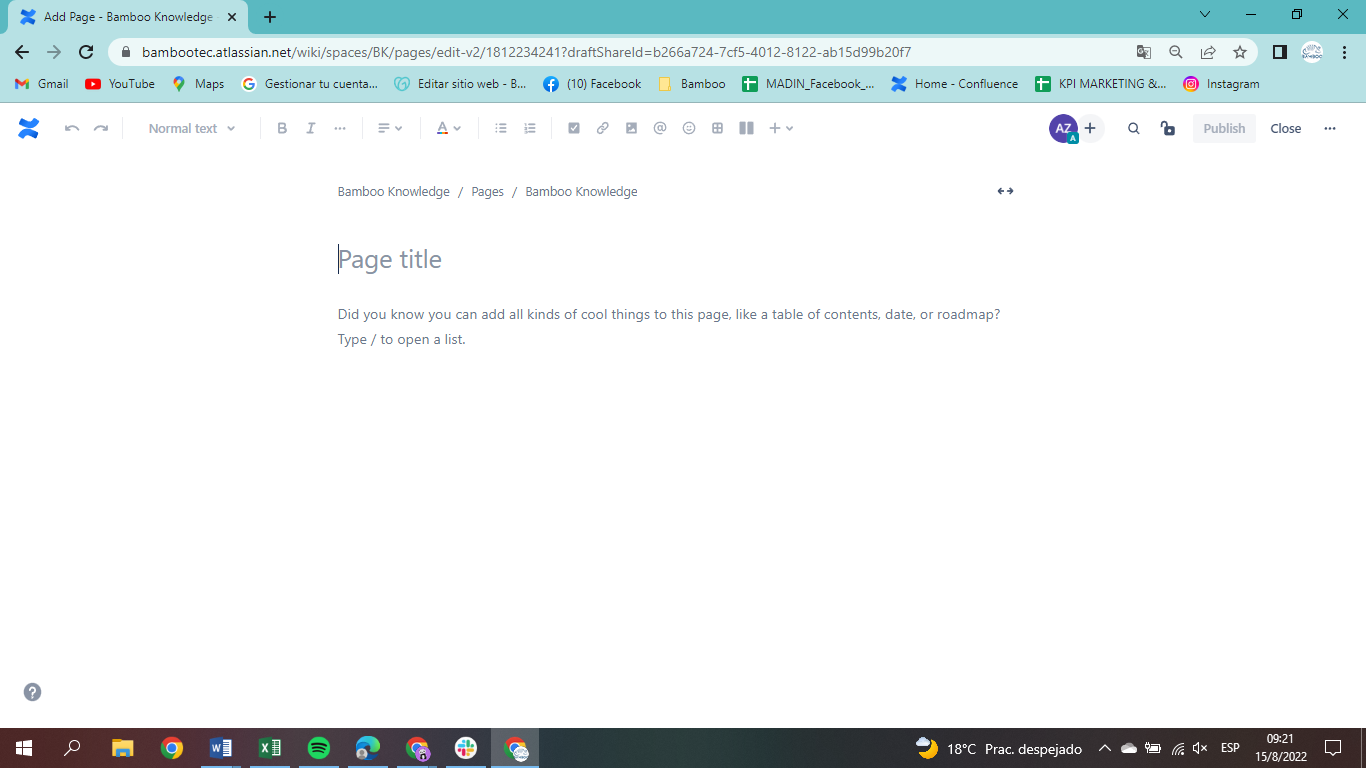 Add Page - Bamboo Knowledge
bambootec.atlassian.net/wiki/spaces/BK/pages/edit-v2/1812234241?draftShareId=b266a724-7cf5-4012-8122-ab15d99b20f7
Gmail YouTube Maps Gestionar tu cuenta... Editar sitio web - B... (10) Facebook Bamboo MADIN_Facebook_... Home - Confluence KPI MARKETING &... Instagram
Normal text B I A AZ A Publish Close
Bamboo Knowledge / Pages / Bamboo Knowledge
Page title
Did you know you can add all kinds of cool things to this page, like a table of contents, date, or roadmap?
Type / to open a list.
18°C Prac. despejado ESP 09:21
15/8/2022